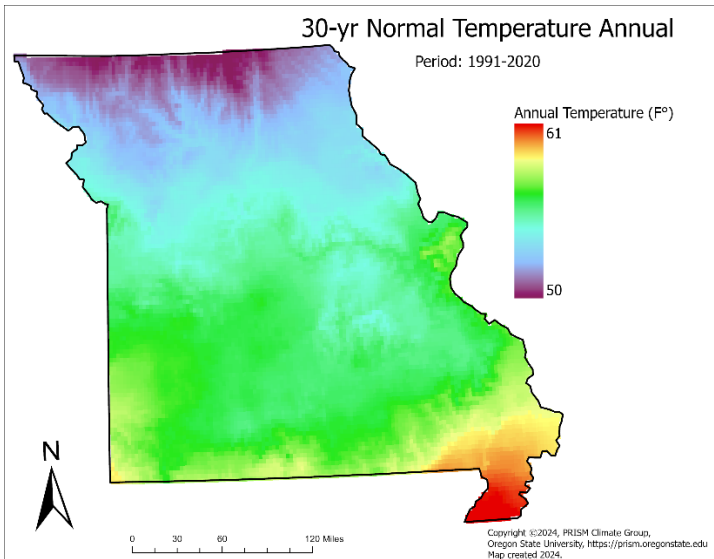 30-yr Normal Temperature Annual
Period: 1991-2020
Annual Temperature (F°)
61
50
N
0 30 60 120 Miles
Copyright ©2024, PRISM Climate Group,
Oregon State University, https://prism.oregonstate.edu
Map created 2024.